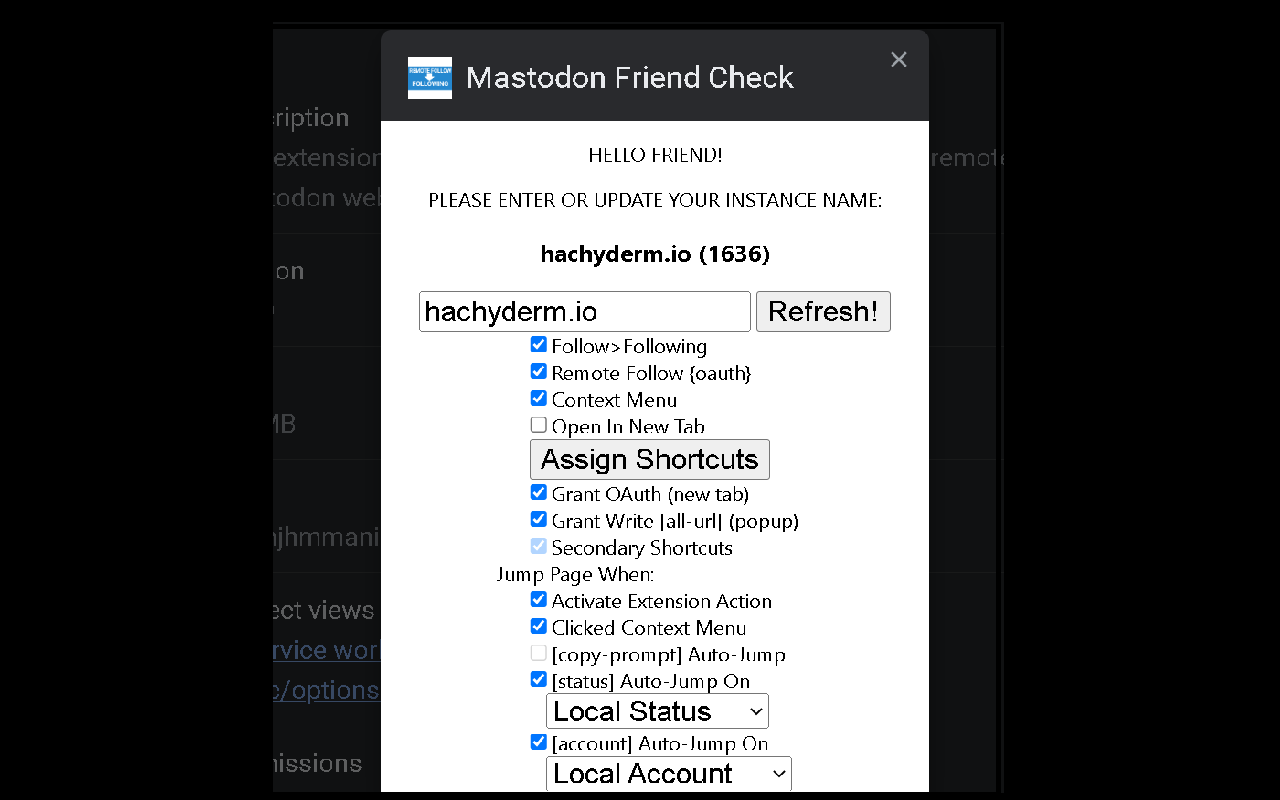 REMOTE FOLLOW
FOLLOWING
Mastodon Friend Check
HELLO FRIEND!
PLEASE ENTER OR UPDATE YOUR INSTANCE NAME:
hachyderm.io (1636)
hachyderm.io Refresh!
Follow>Following
Remote Follow {oauth}
Context Menu
Open In New Tab
Assign Shortcuts
Grant OAuth (new tab)
Grant Write |all-url| (popup)
Secondary Shortcuts
Jump Page When:
Activate Extension Action
Clicked Context Menu
[copy-prompt] Auto-Jump
[status] Auto-Jump On
Local Status
[account] Auto-Jump On
Local Account
ription
extension
remote
todon web
on
MB
jhmmani
ect views
rvice worl
c/options
issions